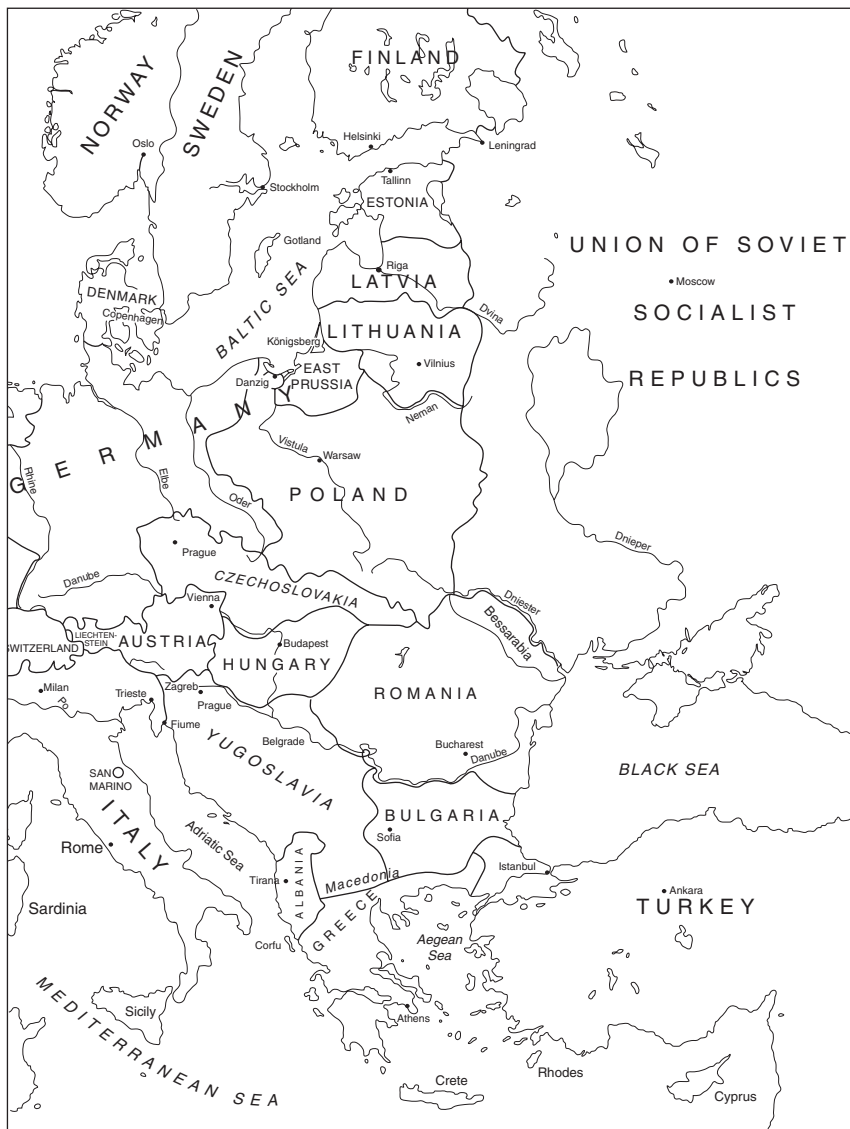 FINLAND
NORWAY
SWEDEN
Helsinki
Leningrad
Oslo
Tallinn
Stockholm
ESTONIA
Gotland
UNION OF SOVIET
Riga
LATVIA
Moscow
DENMARK
Copenhagen
BALTIC SEA
Dvina
SOCIALIST
LITHUANIA
Königsberg
Vilnius
EAST
PRUSSIA
Danzig
REPUBLICS
Neman
GERMANY
Vistula
Warsaw
Rhine
Elbe
Oder
POLAND
Dnieper
Prague
Danube
CZECHOSLOVAKIA
Vienna
Dniester
Bessarabia
LIECHTEN-
STEIN
SWITZERLAND
AUSTRIA
Budapest
HUNGARY
Milan
Po
Trieste
Zagreb
Prague
ROMANIA
Fiume
Belgrade
Bucharest
Danube
YUGOSLAVIA
SAN
MARINO
BLACK SEA
ITALY
BULGARIA
Sofia
Rome
Adriatic Sea
Istanbul
Tirana
ALBANIA
Macedonia
Ankara
TURKEY
Sardinia
GREECE
Corfu
Aegean
Sea
MEDITERRANEAN SEA
Sicily
Athens
Rhodes
Crete
Cyprus